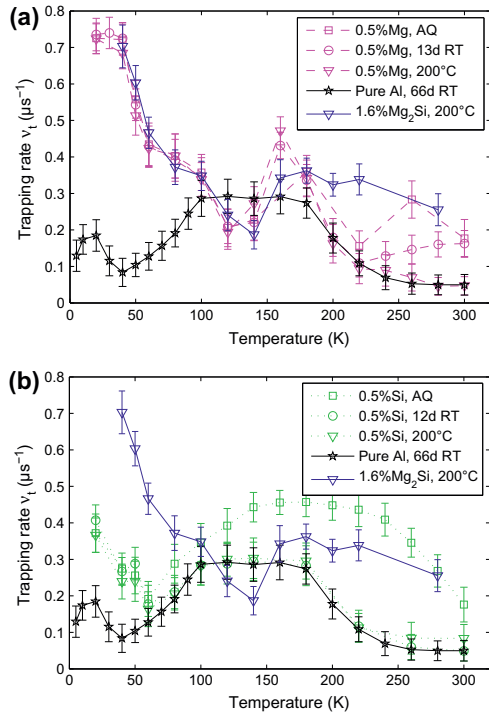 (a)
0.8
0.7
0.6
0.5
0.4
0.3
0.2
0.1
0
Trapping rate νt (μs⁻¹)
0.5%Mg, AQ
0.5%Mg, 13d RT
0.5%Mg, 200°C
Pure Al, 66d RT
1.6%Mg₂Si, 200°C
0 50 100 150 200 250 300
Temperature (K)
(b)
0.8
0.7
0.6
0.5
0.4
0.3
0.2
0.1
0
Trapping rate νt (μs⁻¹)
0.5%Si, AQ
0.5%Si, 12d RT
0.5%Si, 200°C
Pure Al, 66d RT
1.6%Mg₂Si, 200°C
0 50 100 150 200 250 300
Temperature (K)